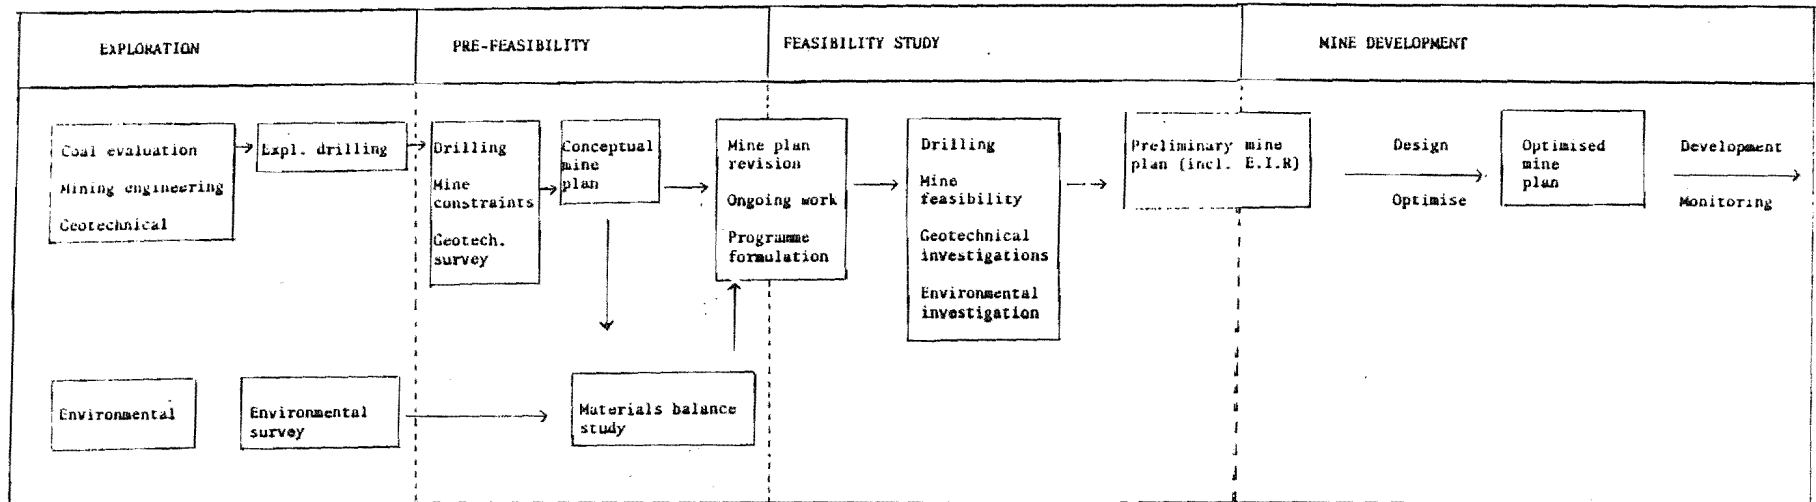 EXPLORATION
PRE-FEASIBILITY
FEASIBILITY STUDY
MINE DEVELOPMENT
Coal evaluation
Mining engineering
Geotechnical
Expl. drilling
Drilling
Mine
constraints
Geotech.
survey
Conceptual
mine
plan
Mine plan
revision
Ongoing work
Programme
formulation
Drilling
Mine
feasibility
Geotechnical
investigations
Environmental
investigation
Preliminary mine
plan (incl. E.I.R)
Design
Optimise
Optimised
mine
plan
Development
Monitoring
Environmental
Environmental
survey
Materials balance
study